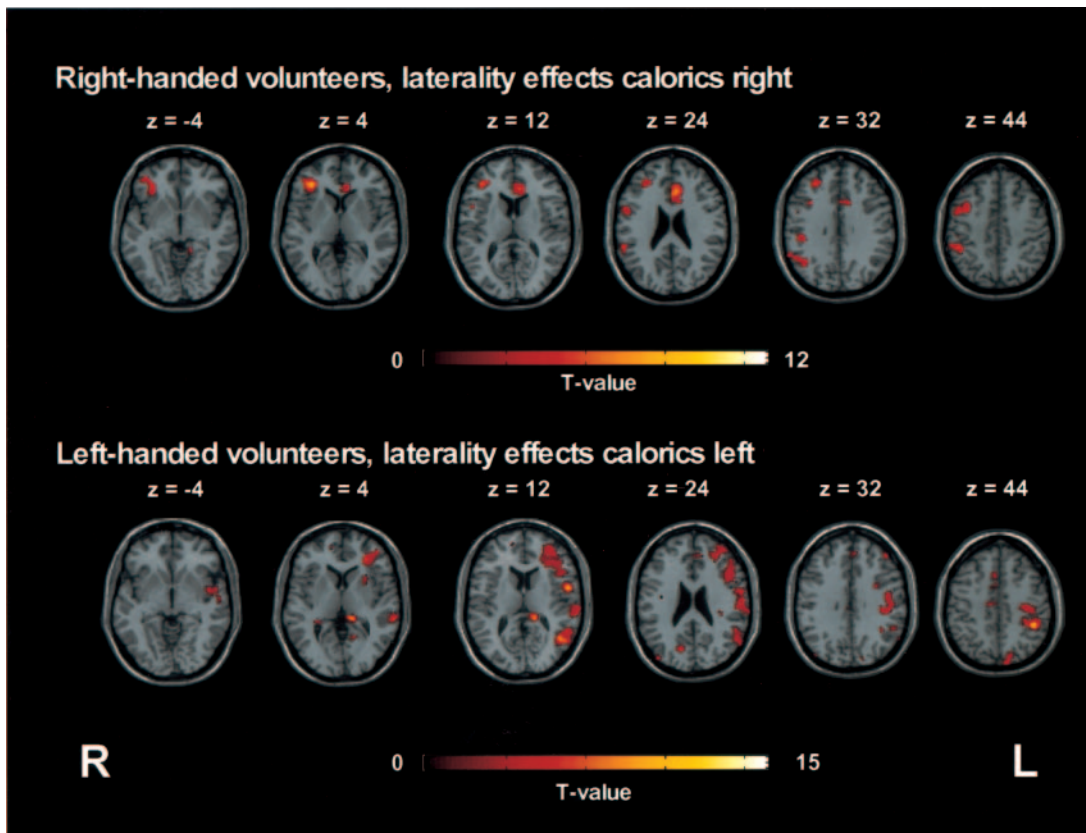 Right-handed volunteers, laterality effects calorics right
z = -4 z = 4 z = 12 z = 24 z = 32 z = 44
0 12
T-value
Left-handed volunteers, laterality effects calorics left
z = -4 z = 4 z = 12 z = 24 z = 32 z = 44
R L
0 15
T-value